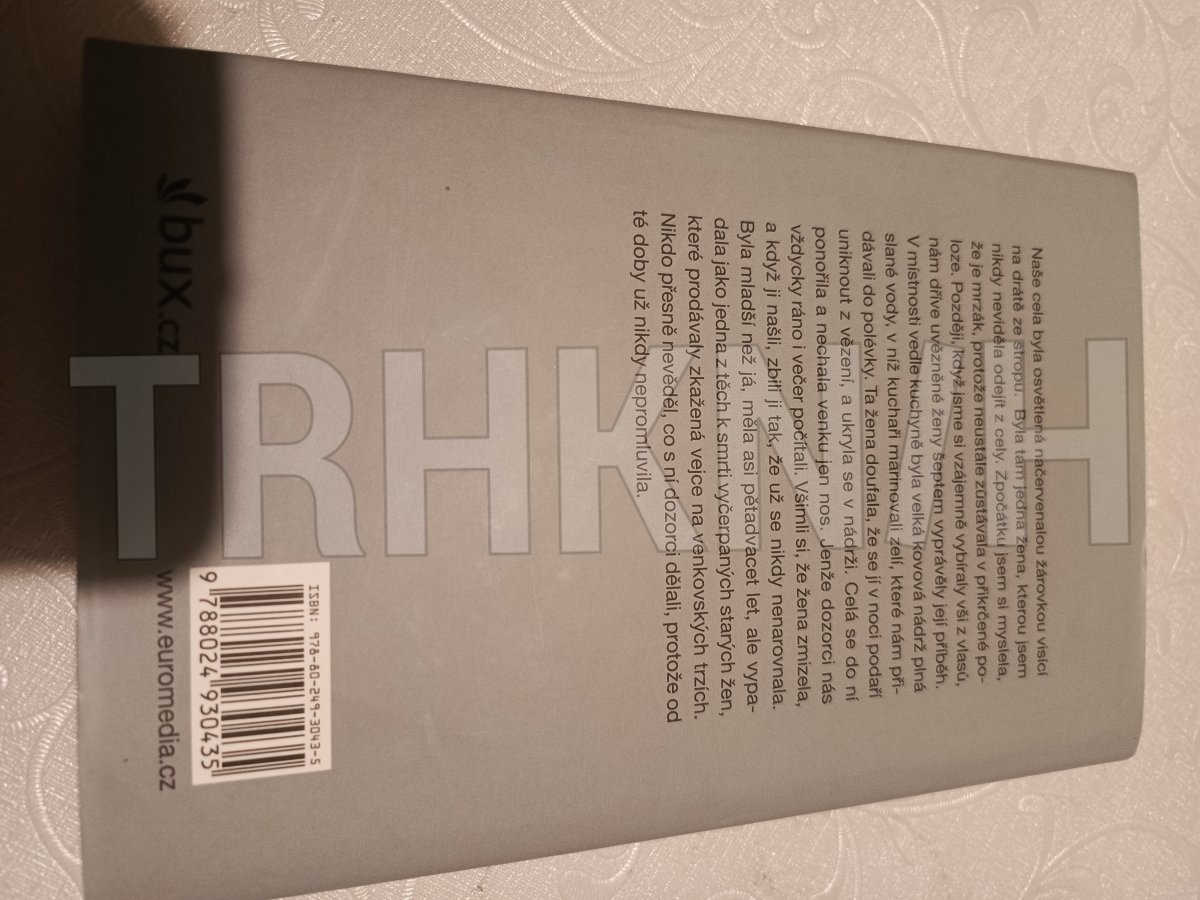 Naše cela byla osvětlená načervenalou žárovkou visící
na drátě ze stropu. Byla tam jedna žena, kterou jsem
nikdy neviděla odejít z cely. Zpočátku jsem si myslela,
že je mrzák, protože neustále zůstávala v přikrčené po-
loze. Později, když jsme si vzájemně vybíraly vši z vlasů,
nám dříve uvězněné ženy šeptem vyprávěly její příběh.
V místnosti vedle kuchyně byla velká kovová nádrž plná
slané vody, v níž kuchaři marinovali zelí, které nám při-
dávali do polévky. Ta žena doufala, že se jí v noci podaří
uniknout z vězení, a ukryla se v nádrži. Celá se do ní
ponořila a nechala venku jen nos. Jenže dozorci nás
vždycky ráno i večer počítali. Všimli si, že žena zmizela,
a když ji našli, zbili ji tak, že už se nikdy nenarovnala.
Byla mladší než já, měla asi pětadvacet let, ale vypa-
dala jako jedna z těch k smrti vyčerpaných starých žen,
které prodávaly zkažená vejce na venkovských trzích.
Nikdo přesně nevěděl, co s ní dozorci dělali, protože od
té doby už nikdy nepromluvila.
ISBN: 978-80-249-3043-5
9 788024 930435
bux.cz
www.euromedia.cz